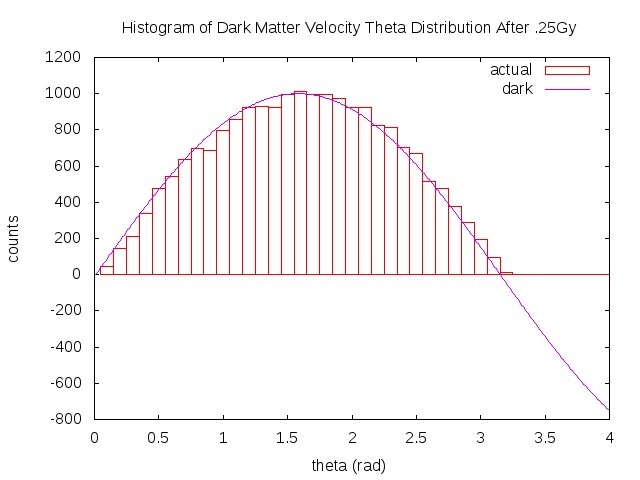 Histogram of Dark Matter Velocity Theta Distribution After .25Gy
1200
1000
800
600
400
200
0
-200
-400
-600
-800
counts
actual
dark
0 0.5 1 1.5 2 2.5 3 3.5 4
theta (rad)